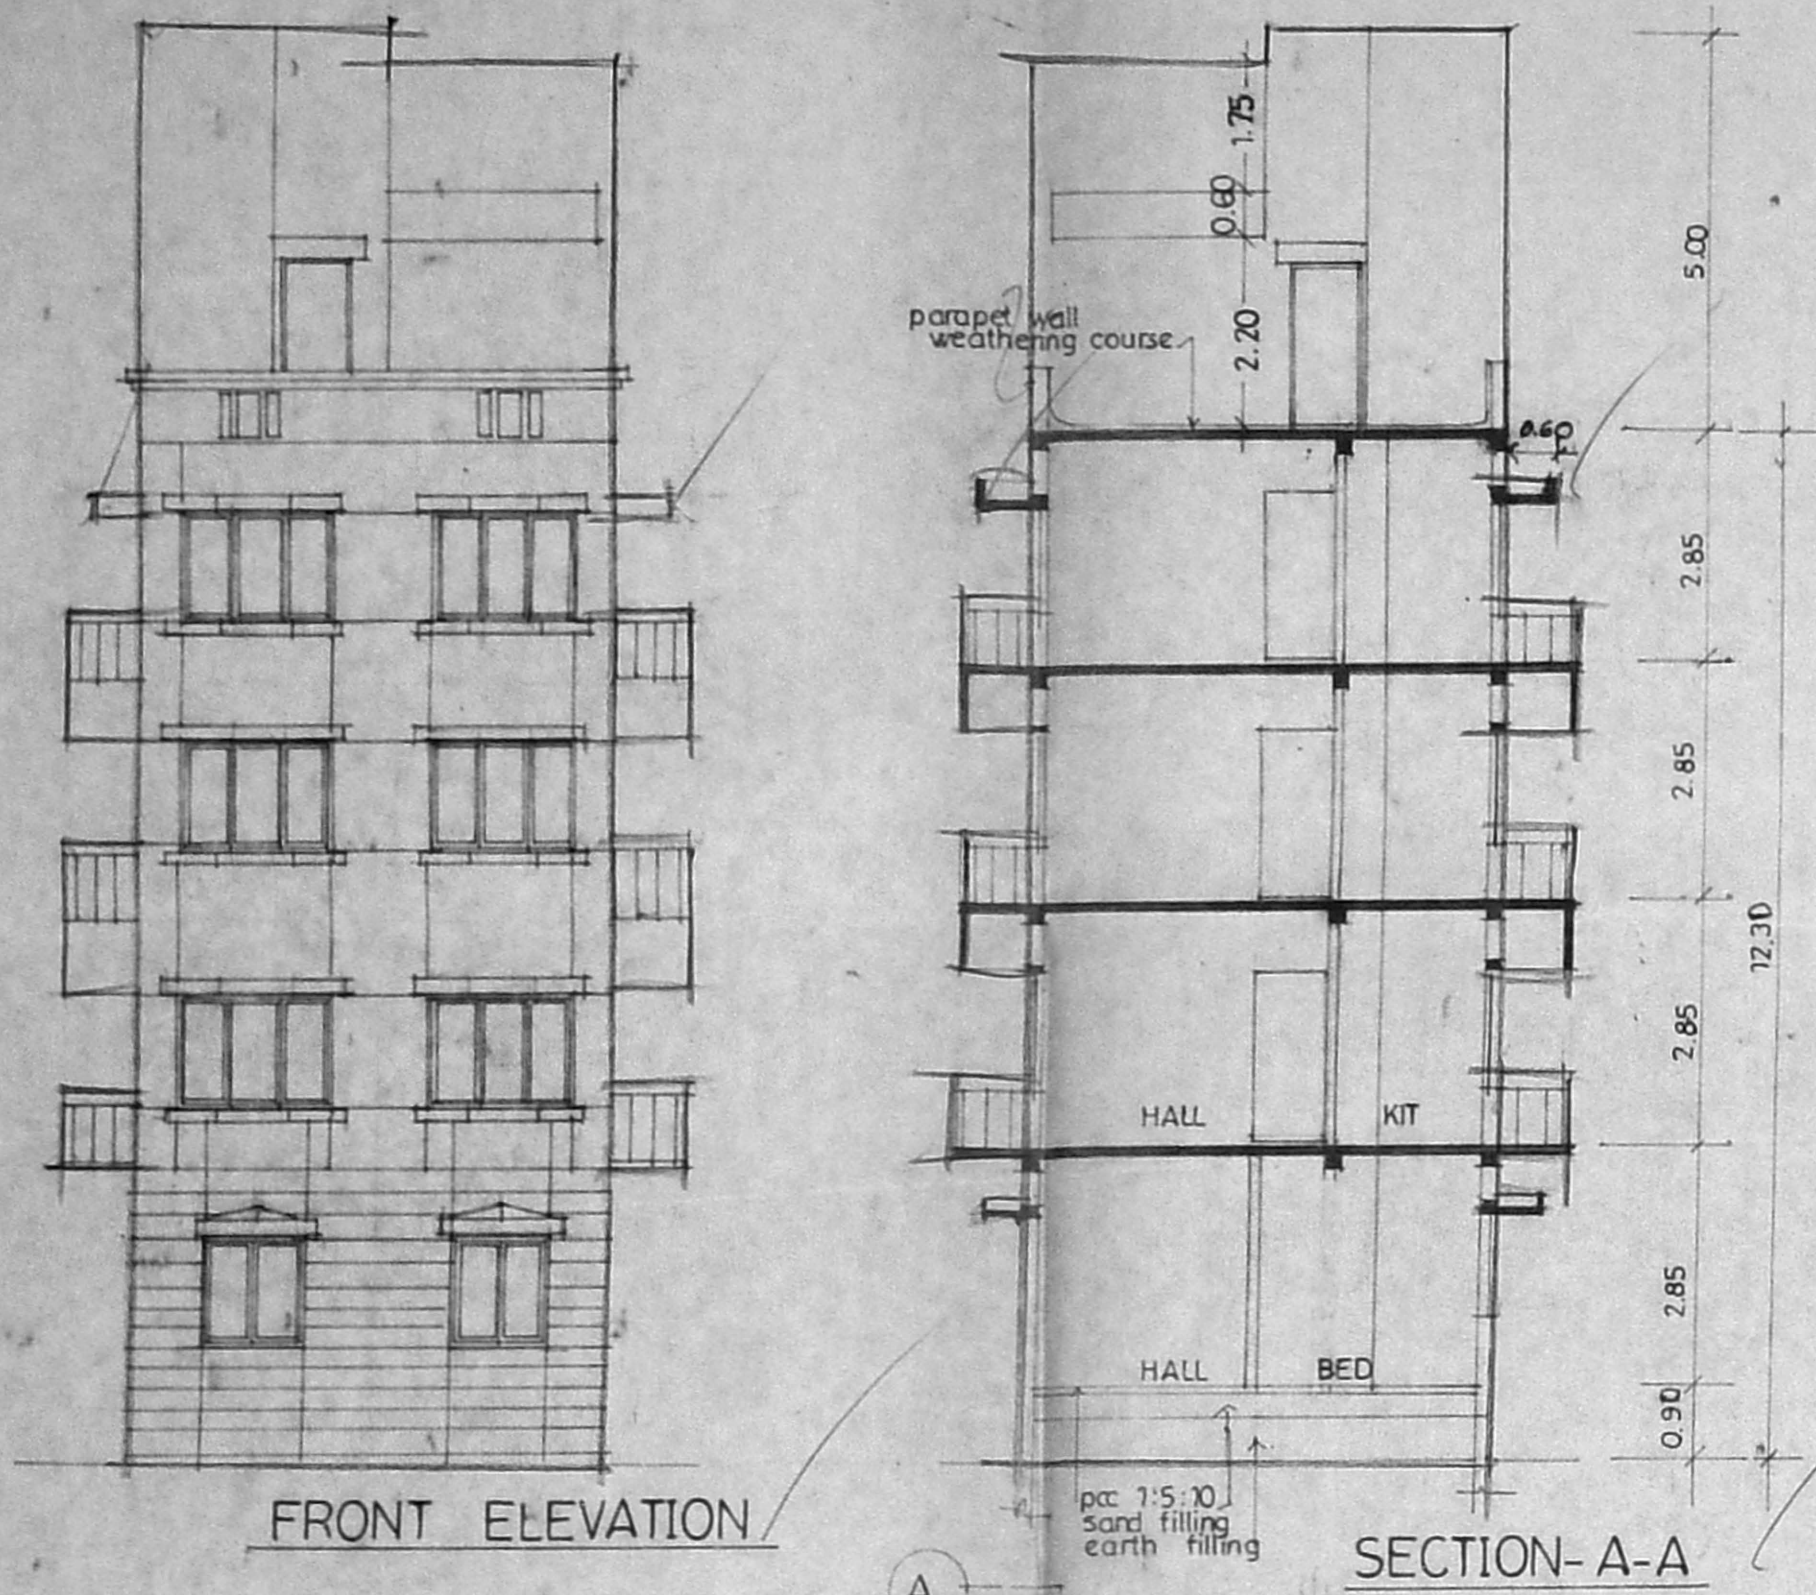 1.75
0.60
2.20
5.00
parapet wall
weathering course
0.60
2.85
2.85
2.85
12.30
HALL KIT
2.85
HALL BED
0.90
pcc 1:5:10
sand filling
earth filling
FRONT ELEVATION
SECTION-A-A
A